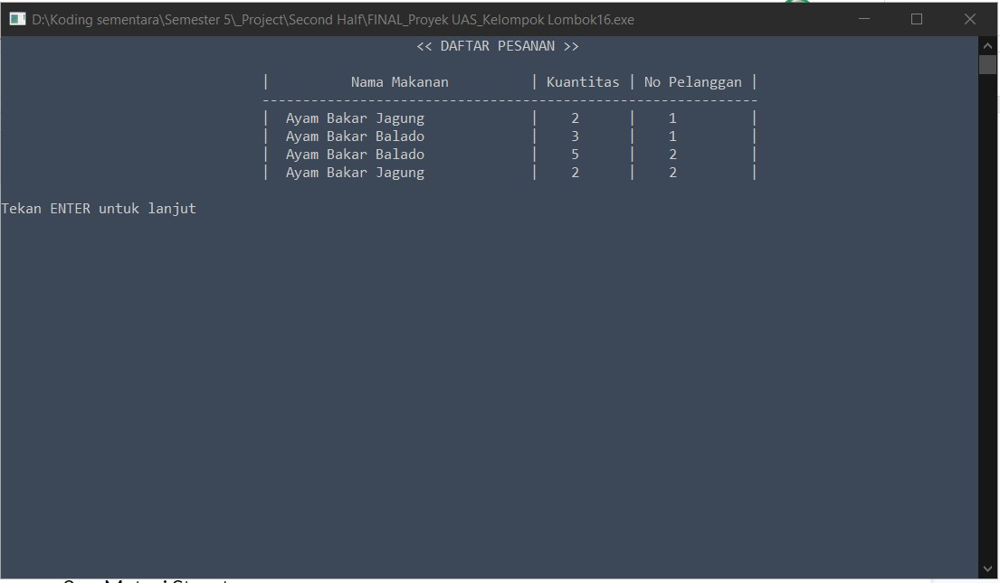 D:\Koding sementara\Semester 5\_Project\Second Half\FINAL_Proyek UAS_Kelompok Lombok16.exe
<< DAFTAR PESANAN >>
| Nama Makanan | Kuantitas | No Pelanggan |
-------------------------------------------------------------
| Ayam Bakar Jagung | 2 | 1 |
| Ayam Bakar Balado | 3 | 1 |
| Ayam Bakar Balado | 5 | 2 |
| Ayam Bakar Jagung | 2 | 2 |
Tekan ENTER untuk lanjut